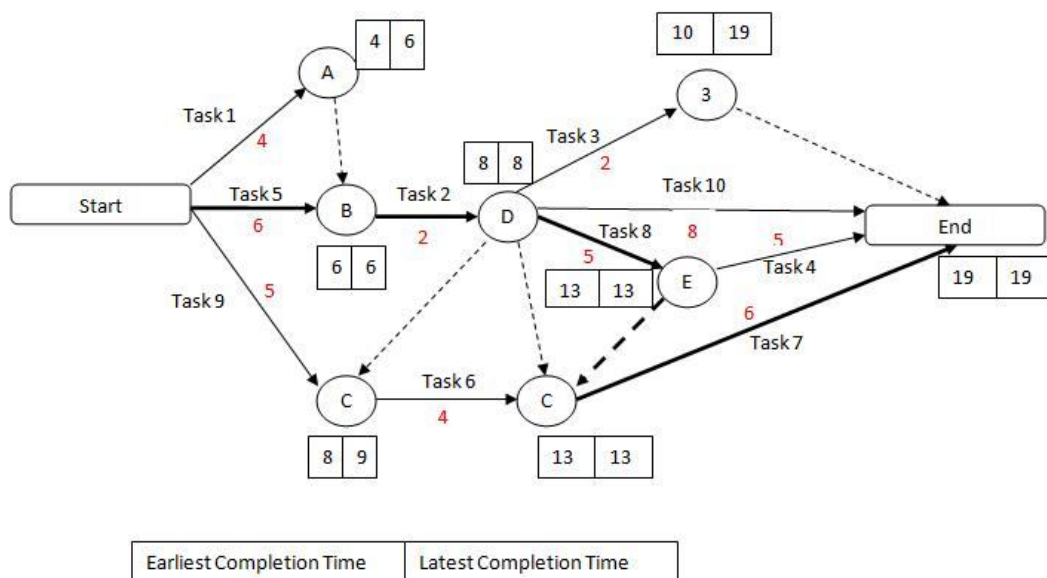 4 6
A
10 19
3
Task 1
4
Task 3
2
8 8
Start
Task 5
6
B
Task 2
2
D
Task 10
8
5
End
Task 8
5
Task 4
6 6
13 13
E
19 19
Task 9
5
6
Task 7
C
Task 6
4
C
8 9
13 13
Earliest Completion Time Latest Completion Time